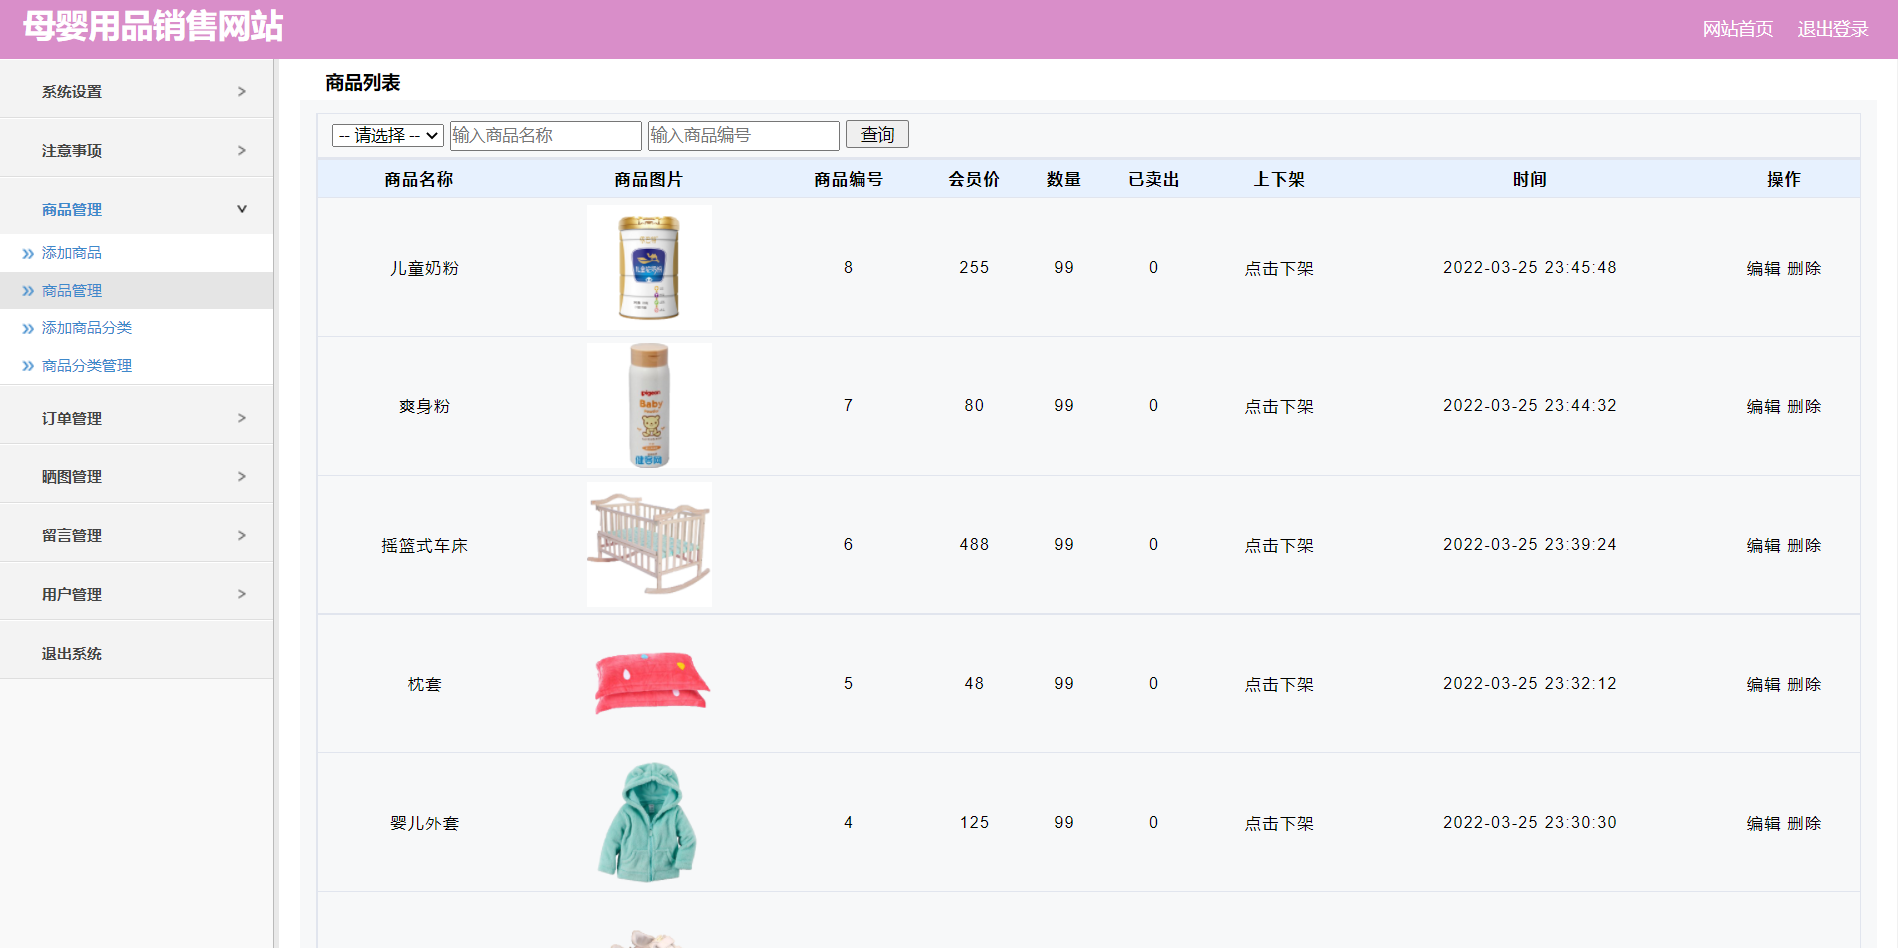 母婴用品销售网站
网站首页 退出登录
系统设置 >
注意事项 >
商品管理
添加商品
商品管理
添加商品分类
商品分类管理
订单管理 >
晒图管理 >
留言管理 >
用户管理 >
退出系统
商品列表
-- 请选择 -- 输入商品名称 输入商品编号 查询
商品名称 商品图片 商品编号 会员价 数量 已卖出 上下架 时间 操作
儿童奶粉 8 255 99 0 点击下架 2022-03-25 23:45:48 编辑 删除
pigeon
Baby
健客网
爽身粉 7 80 99 0 点击下架 2022-03-25 23:44:32 编辑 删除
摇篮式车床 6 488 99 0 点击下架 2022-03-25 23:39:24 编辑 删除
枕套 5 48 99 0 点击下架 2022-03-25 23:32:12 编辑 删除
婴儿外套 4 125 99 0 点击下架 2022-03-25 23:30:30 编辑 删除